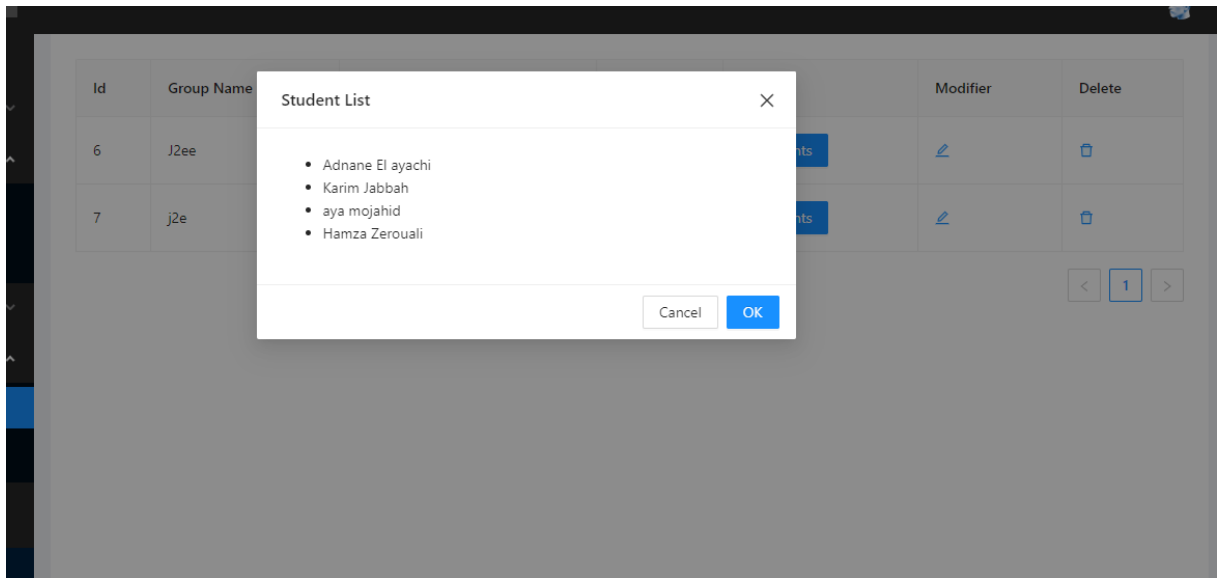 Id Group Name Modifier Delete
Student List
6 J2ee
• Adnane El ayachi
• Karim Jabbah
• aya mojahid
• Hamza Zerouali
7 j2e
< 1 >
Cancel OK